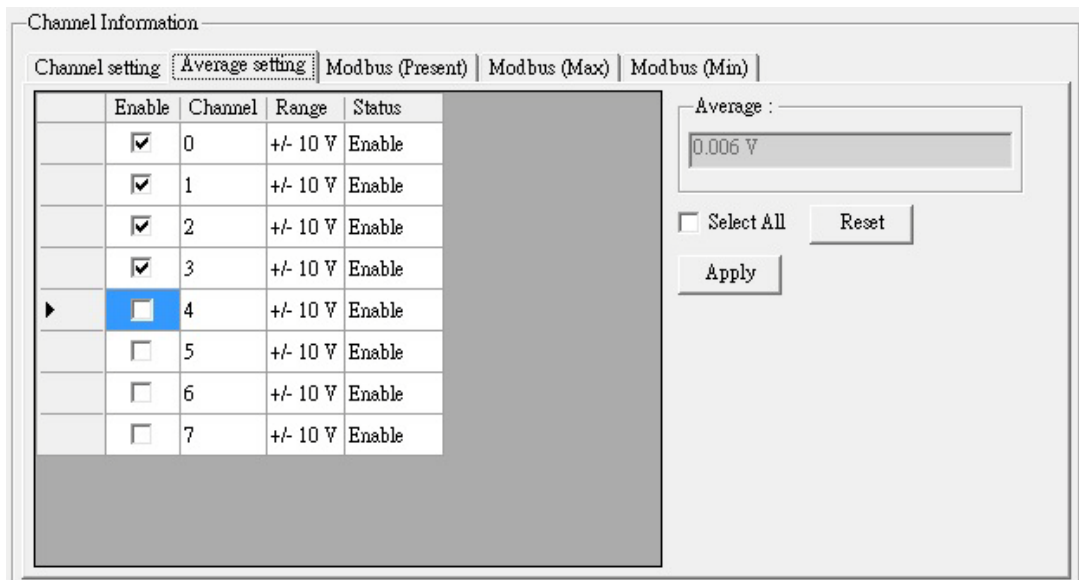 Channel Information
Channel setting Average setting Modbus (Present) Modbus (Max) Modbus (Min)
Enable Channel Range Status
0 +/- 10 V Enable
1 +/- 10 V Enable
2 +/- 10 V Enable
3 +/- 10 V Enable
4 +/- 10 V Enable
5 +/- 10 V Enable
6 +/- 10 V Enable
7 +/- 10 V Enable
Average :
0.006 V
Select All Reset
Apply